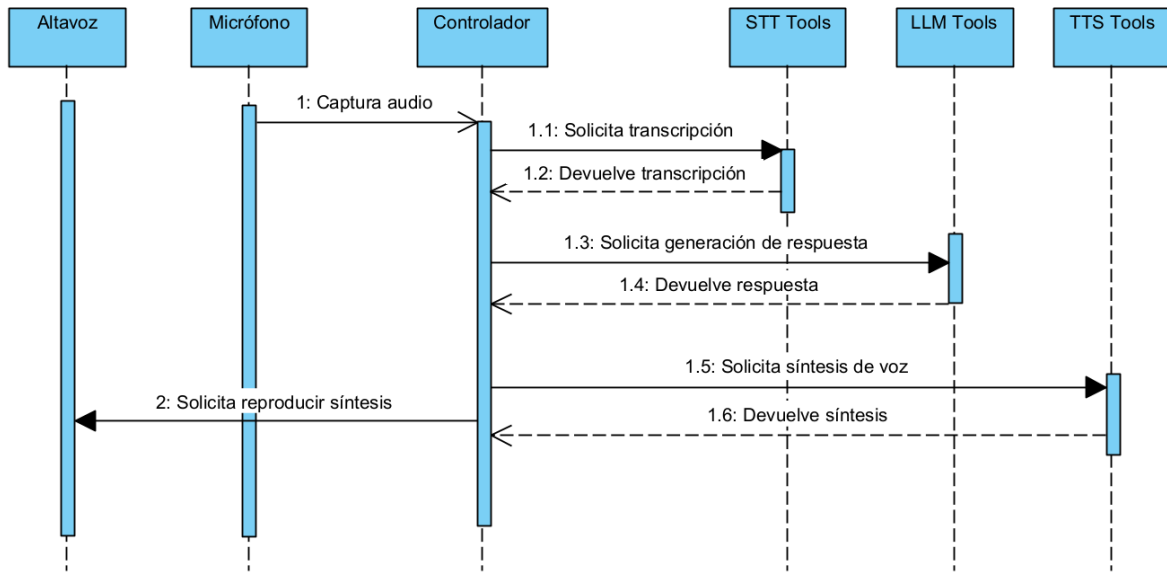 Altavoz
Micrófono
Controlador
STT Tools
LLM Tools
TTS Tools
1: Captura audio
1.1: Solicita transcripción
1.2: Devuelve transcripción
1.3: Solicita generación de respuesta
1.4: Devuelve respuesta
1.5: Solicita síntesis de voz
2: Solicita reproducir síntesis
1.6: Devuelve síntesis